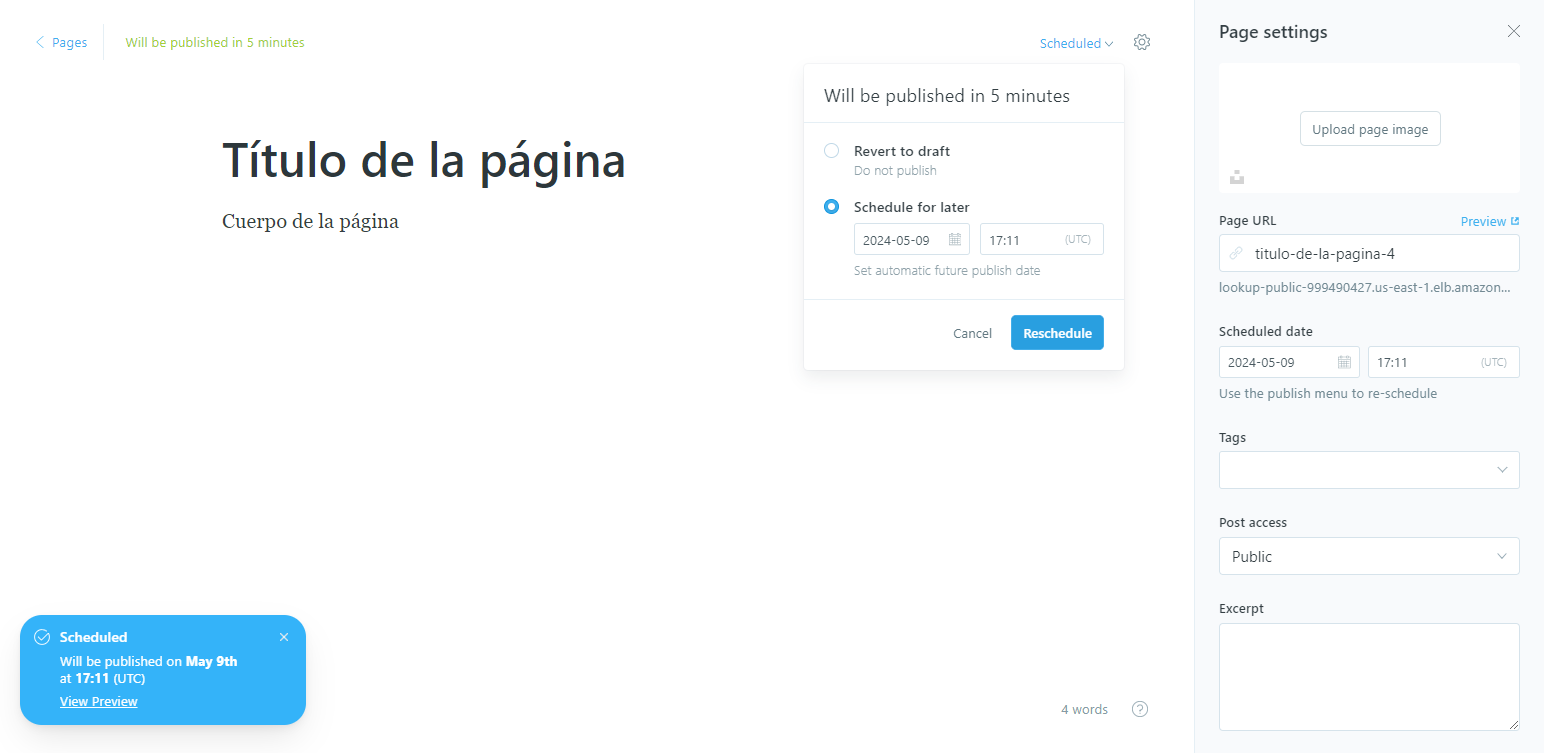 Pages
Will be published in 5 minutes
Scheduled
Will be published in 5 minutes
Revert to draft
Do not publish
Schedule for later
2024-05-09
17:11 (UTC)
Set automatic future publish date
Cancel
Reschedule
Título de la página
Cuerpo de la página
Scheduled
Will be published on May 9th
at 17:11 (UTC)
View Preview
4 words
Page settings
Upload page image
Page URL
Preview
titulo-de-la-pagina-4
lookup-public-999490427.us-east-1.elb.amazon...
Scheduled date
2024-05-09
17:11 (UTC)
Use the publish menu to re-schedule
Tags
Post access
Public
Excerpt